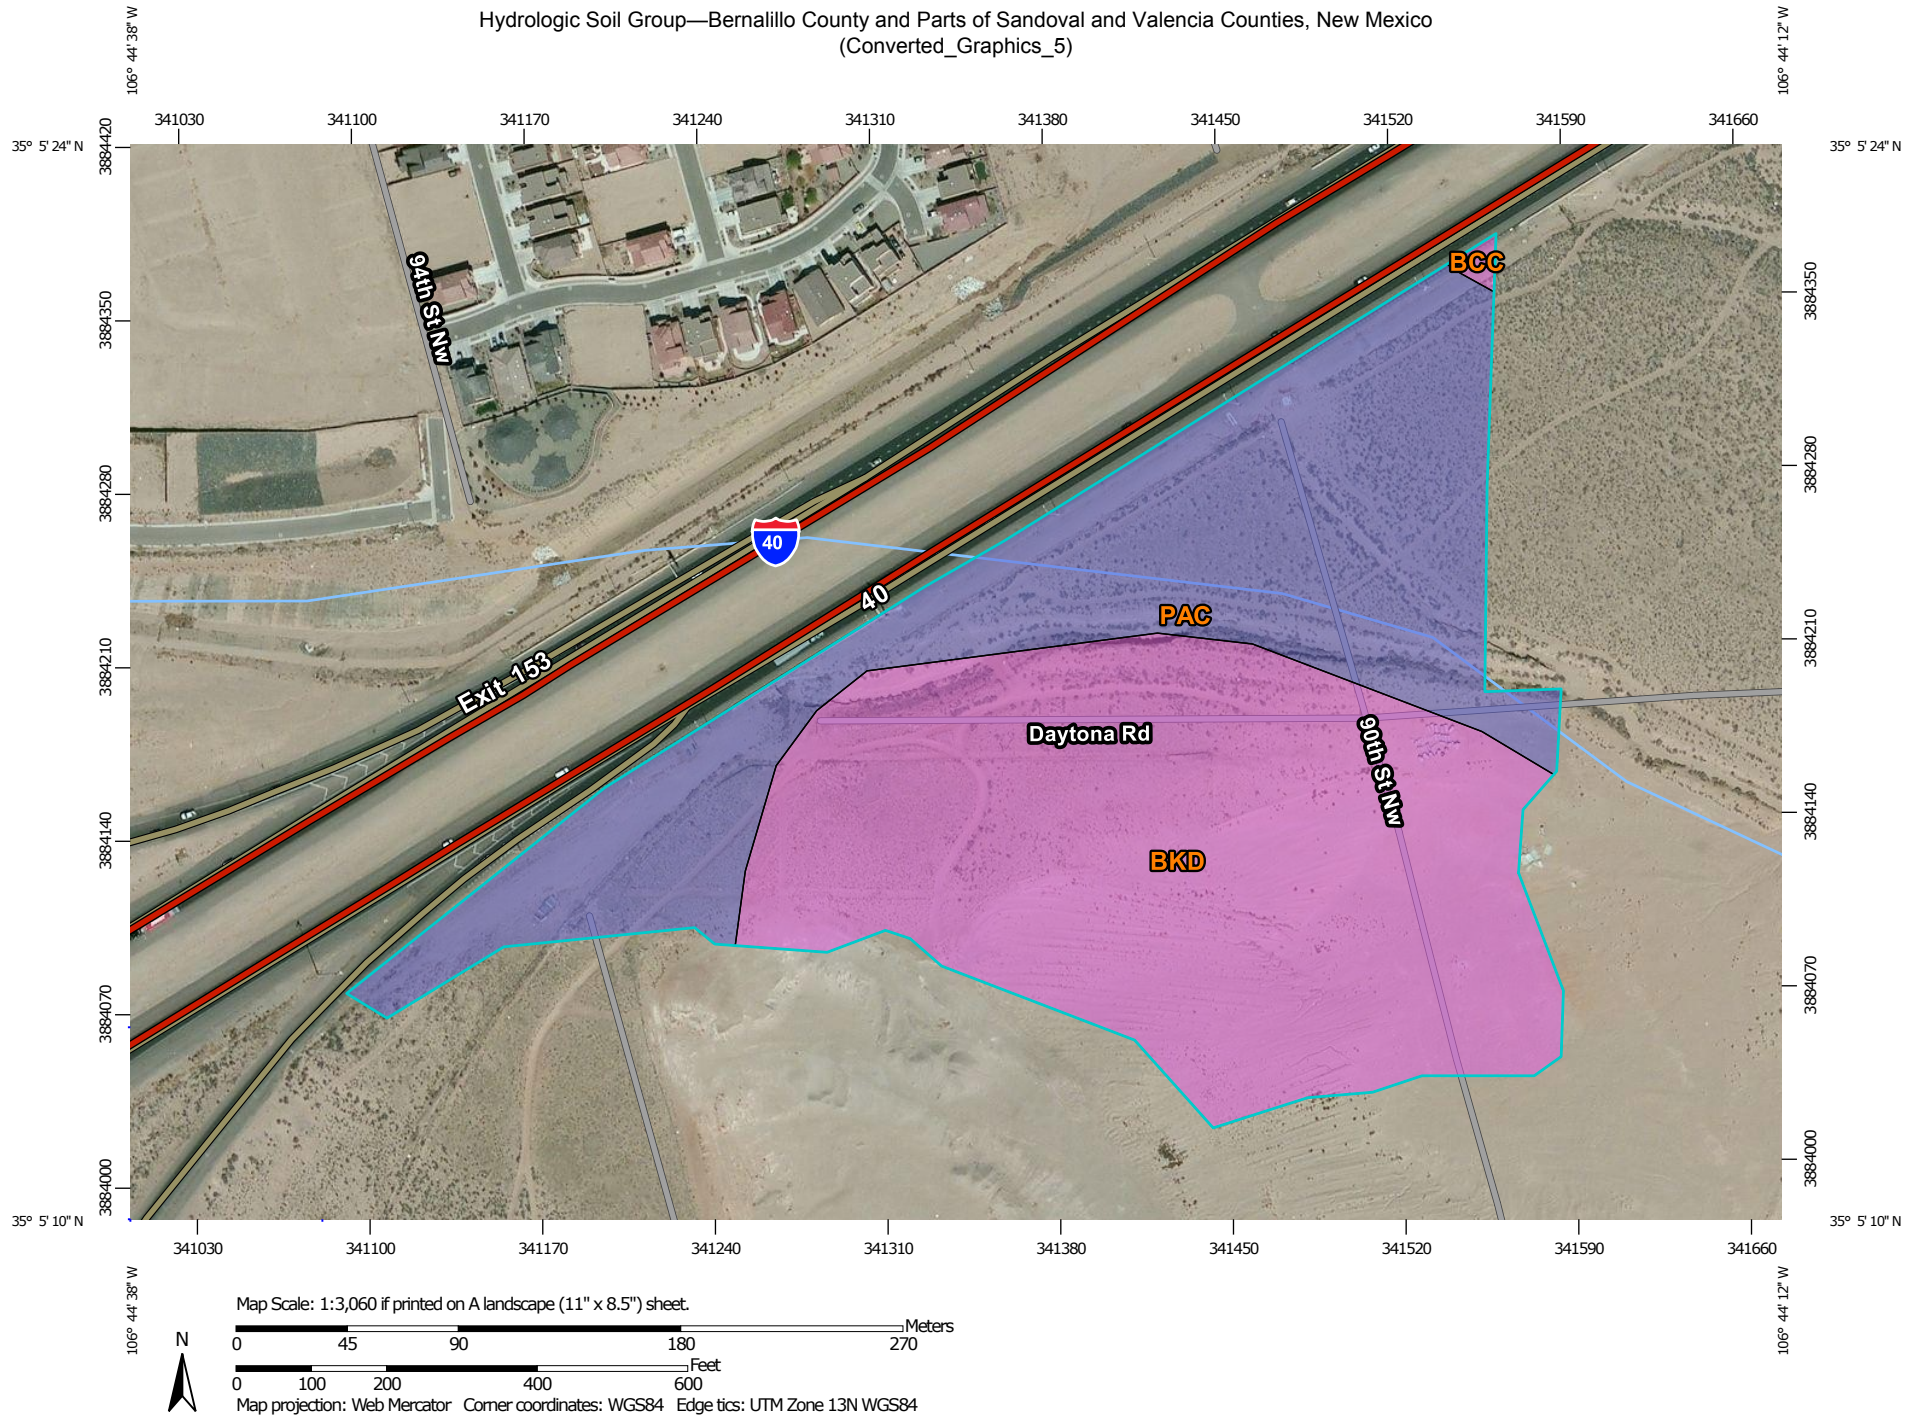 Hydrologic Soil Group—Bernalillo County and Parts of Sandoval and Valencia Counties, New Mexico
(Converted_Graphics_5)
106° 44' 38'' W
106° 44' 12'' W
341030 341100 341170 341240 341310 341380 341450 341520 341590 341660
35° 5' 24'' N
35° 5' 24'' N
3884420
3884350
3884280
3884210
3884140
3884070
3884000
3884350
3884280
3884210
3884140
3884070
3884000
94th St Nw
BCC
40
40
PAC
Exit 153
Daytona Rd
90th St Nw
BKD
35° 5' 10'' N
35° 5' 10'' N
341030 341100 341170 341240 341310 341380 341450 341520 341590 341660
106° 44' 38'' W
106° 44' 12'' W
Map Scale: 1:3,060 if printed on A landscape (11" x 8.5") sheet.
N
Meters
0 45 90 180 270
Feet
0 100 200 400 600
Map projection: Web Mercator Corner coordinates: WGS84 Edge tics: UTM Zone 13N WGS84